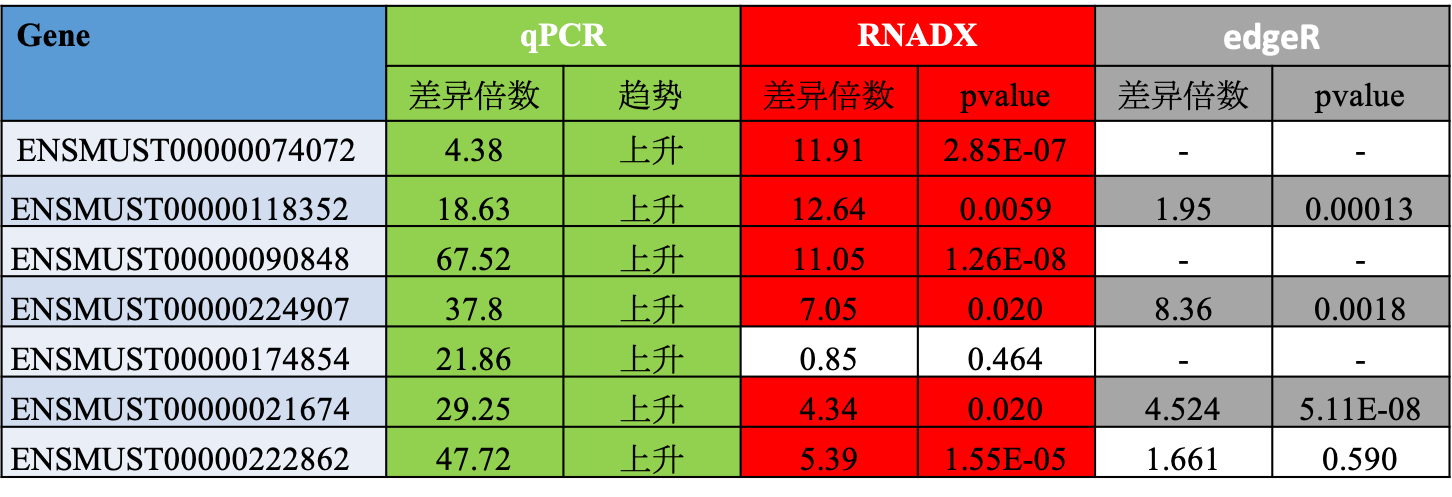 Gene qPCR RNADX edgeR
差异倍数 趋势 差异倍数 pvalue 差异倍数 pvalue
ENSMUST00000074072 4.38 上升 11.91 2.85E-07 - -
ENSMUST00000118352 18.63 上升 12.64 0.0059 1.95 0.00013
ENSMUST00000090848 67.52 上升 11.05 1.26E-08 - -
ENSMUST00000224907 37.8 上升 7.05 0.020 8.36 0.0018
ENSMUST00000174854 21.86 上升 0.85 0.464 - -
ENSMUST00000021674 29.25 上升 4.34 0.020 4.524 5.11E-08
ENSMUST00000222862 47.72 上升 5.39 1.55E-05 1.661 0.590